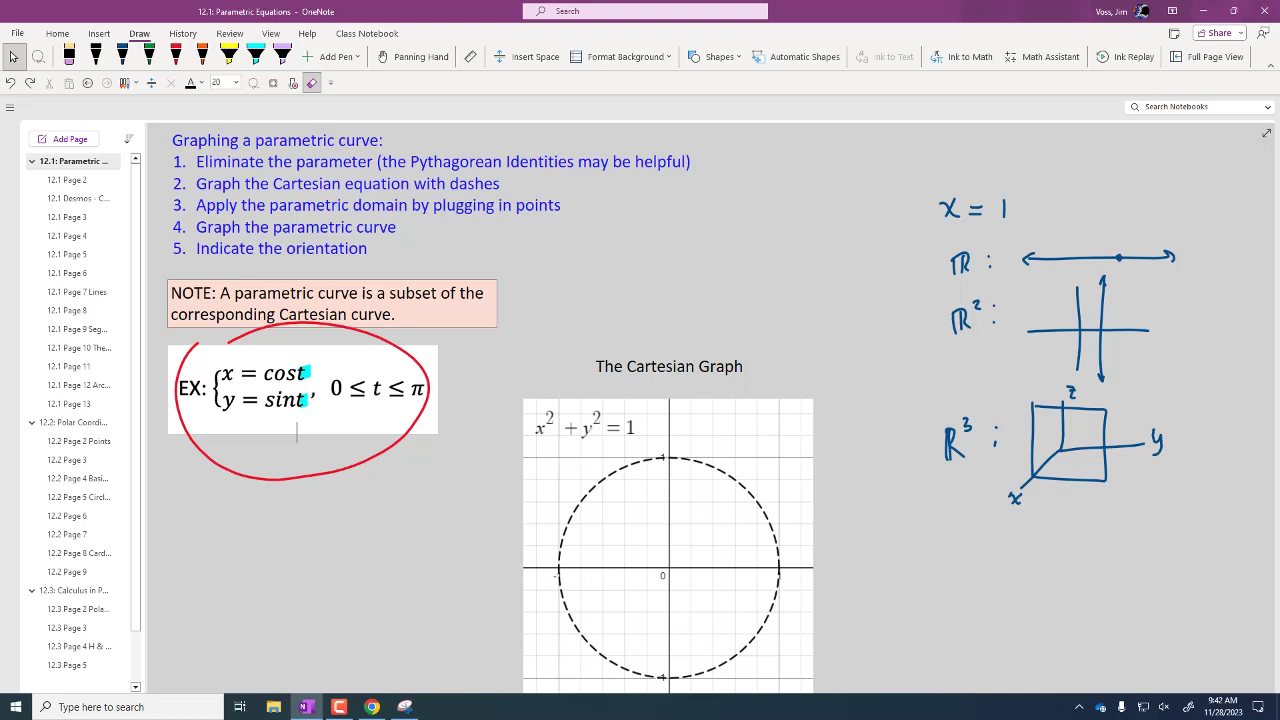 12.1: Parametric Equations - OneNote
Search
Voss, Jim
File Home Insert Draw History Review View Help Class Notebook
Share
Add Pen
Panning Hand
Insert Space
Format Background
Shapes
Automatic Shapes
Ink to Shape
Ink to Math
Math Assistant
Ink Replay
Full Page View
A 20
Search Notebooks
Add Page
12.1: Parametric ...
12.1 Page 2
12.1 Desmos - C...
12.1 Page 3
12.1 Page 4
12.1 Page 5
12.1 Page 6
12.1 Page 7 Lines
12.1 Page 8
12.1 Page 9 Seg...
12.1 Page 10 The...
12.1 Page 11
12.1 Page 12 Arc...
12.1 Page 13
12.2: Polar Coordi...
12.2 Page 2 Points
12.2 Page 3
12.2 Page 4 Basi...
12.2 Page 5 Circl...
12.2 Page 6
12.2 Page 7
12.2 Page 8 Card...
12.2 Page 9
12.3: Calculus in P...
12.3 Page 2 Pola...
12.3 Page 3
12.3 Page 4 H & ...
12.3 Page 5
Graphing a parametric curve:
1. Eliminate the parameter (the Pythagorean Identities may be helpful)
2. Graph the Cartesian equation with dashes
3. Apply the parametric domain by plugging in points
4. Graph the parametric curve
5. Indicate the orientation
NOTE: A parametric curve is a subset of the
corresponding Cartesian curve.
EX: { x = cost
y = sint , 0 ≤ t ≤ π
The Cartesian Graph
x² + y² = 1
0
x = 1
ℝ :
ℝ² :
ℝ³ :
z
y
x
Type here to search
9:42 AM
11/28/2023